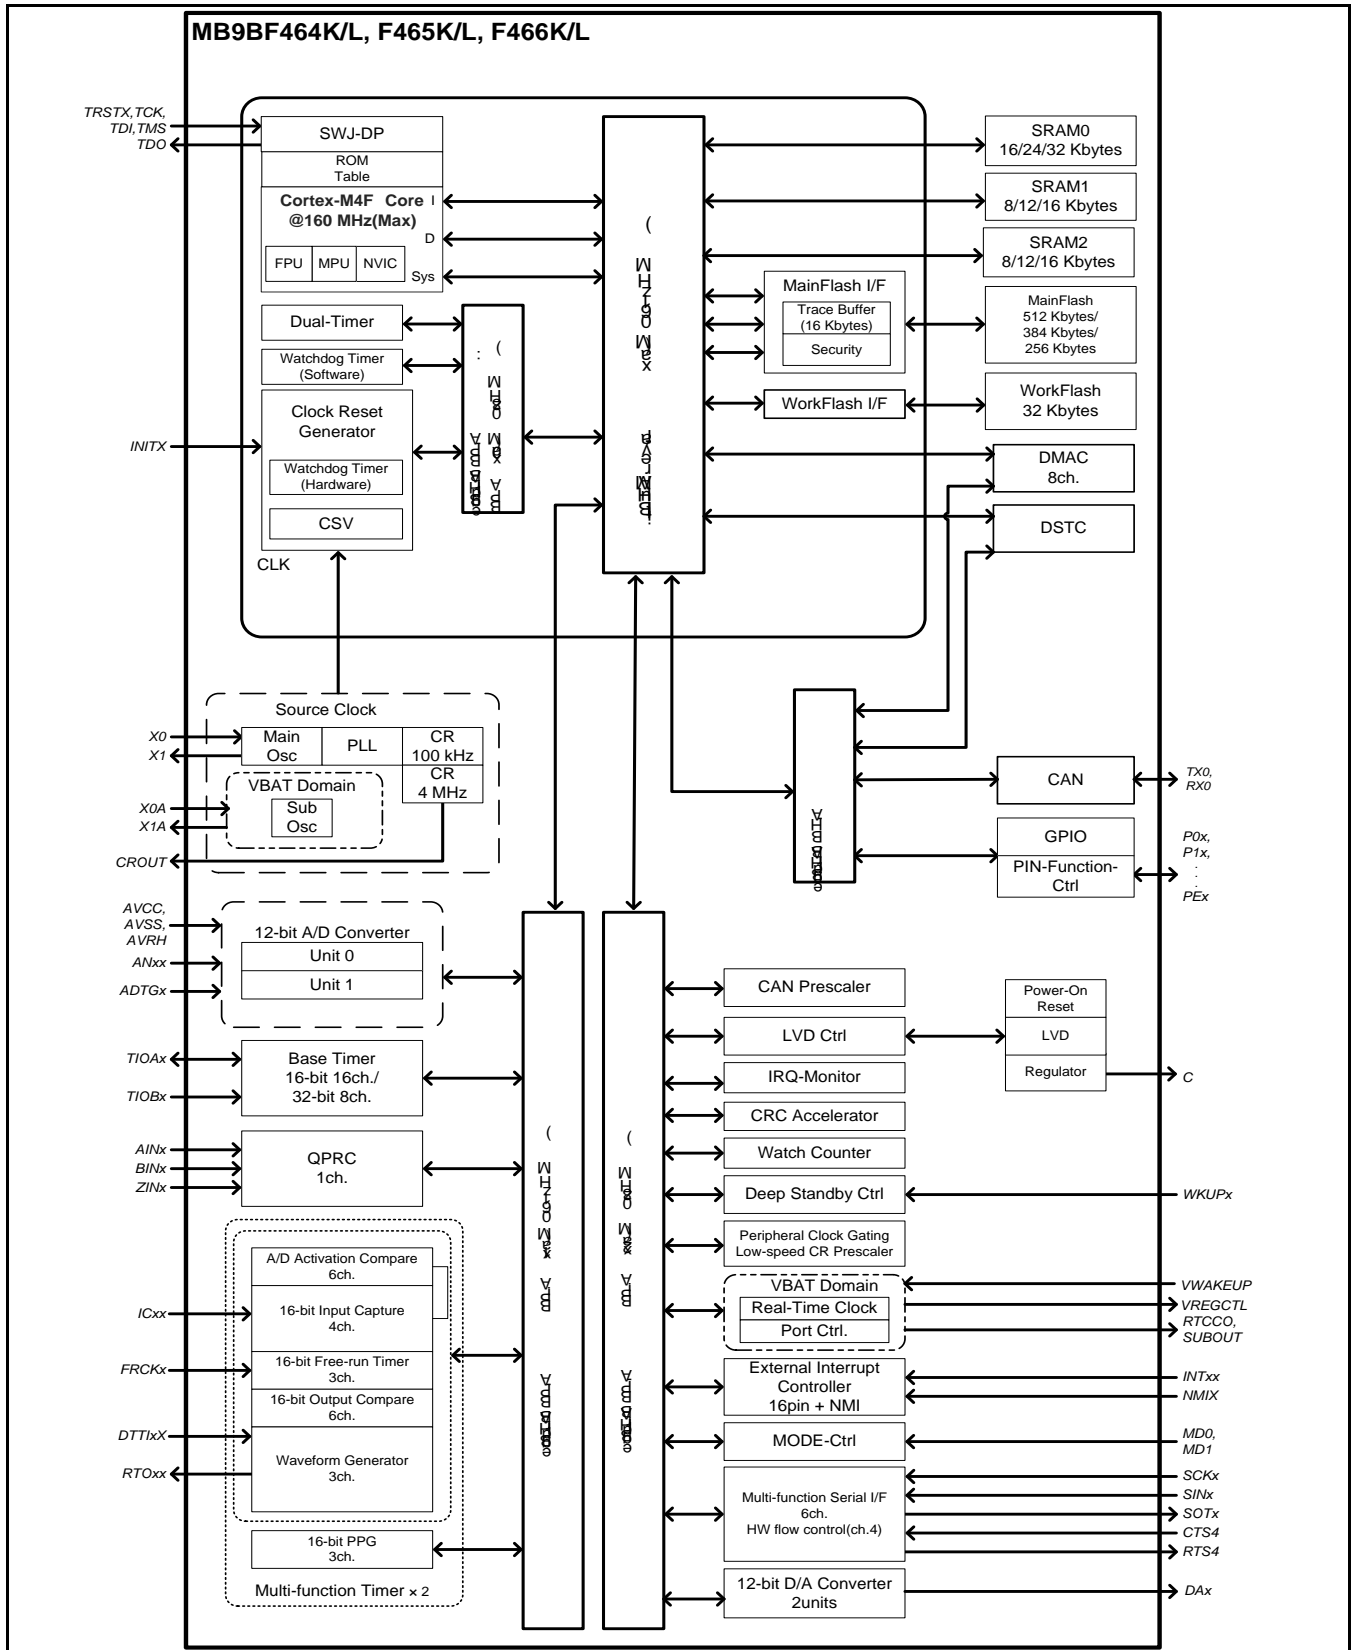 MB9BF464K/L, F465K/L, F466K/L
TRSTX,TCK,
TDI,TMS
TDO
SWJ-DP
ROM
Table
Cortex-M4F Core
@160 MHz(Max)
I
D
Sys
FPU
MPU
NVIC
Dual-Timer
Watchdog Timer
(Software)
Clock Reset
Generator
Watchdog Timer
(Hardware)
CSV
CLK
INITX
SRAM0
16/24/32 Kbytes
SRAM1
8/12/16 Kbytes
SRAM2
8/12/16 Kbytes
MainFlash I/F
Trace Buffer
(16 Kbytes)
Security
MainFlash
512 Kbytes/
384 Kbytes/
256 Kbytes
WorkFlash I/F
WorkFlash
32 Kbytes
DMAC
8ch.
DSTC
Source Clock
X0
X1
Main
Osc
PLL
CR
100 kHz
CR
4 MHz
VBAT Domain
Sub
Osc
X0A
X1A
CROUT
CAN
TX0,
RX0
GPIO
PIN-Function-
Ctrl
P0x,
P1x,
.
.
PEx
AVCC,
AVSS,
AVRH
ANxx
ADTGx
12-bit A/D Converter
Unit 0
Unit 1
TIOAx
TIOBx
Base Timer
16-bit 16ch./
32-bit 8ch.
AINx
BINx
ZINx
QPRC
1ch.
A/D Activation Compare
6ch.
ICxx
16-bit Input Capture
4ch.
FRCKx
16-bit Free-run Timer
3ch.
16-bit Output Compare
6ch.
DTTIxX
RTOxx
Waveform Generator
3ch.
16-bit PPG
3ch.
Multi-function Timer × 2
CAN Prescaler
LVD Ctrl
IRQ-Monitor
CRC Accelerator
Watch Counter
Deep Standby Ctrl
Peripheral Clock Gating
Low-speed CR Prescaler
VBAT Domain
Real-Time Clock
Port Ctrl.
External Interrupt
Controller
16pin + NMI
MODE-Ctrl
Multi-function Serial I/F
6ch.
HW flow control(ch.4)
12-bit D/A Converter
2units
Power-On
Reset
LVD
Regulator
C
WKUPx
VWAKEUP
VREGCTL
RTCCO,
SUBOUT
INTxx
NMIX
MD0,
MD1
SCKx
SINx
SOTx
CTS4
RTS4
DAx